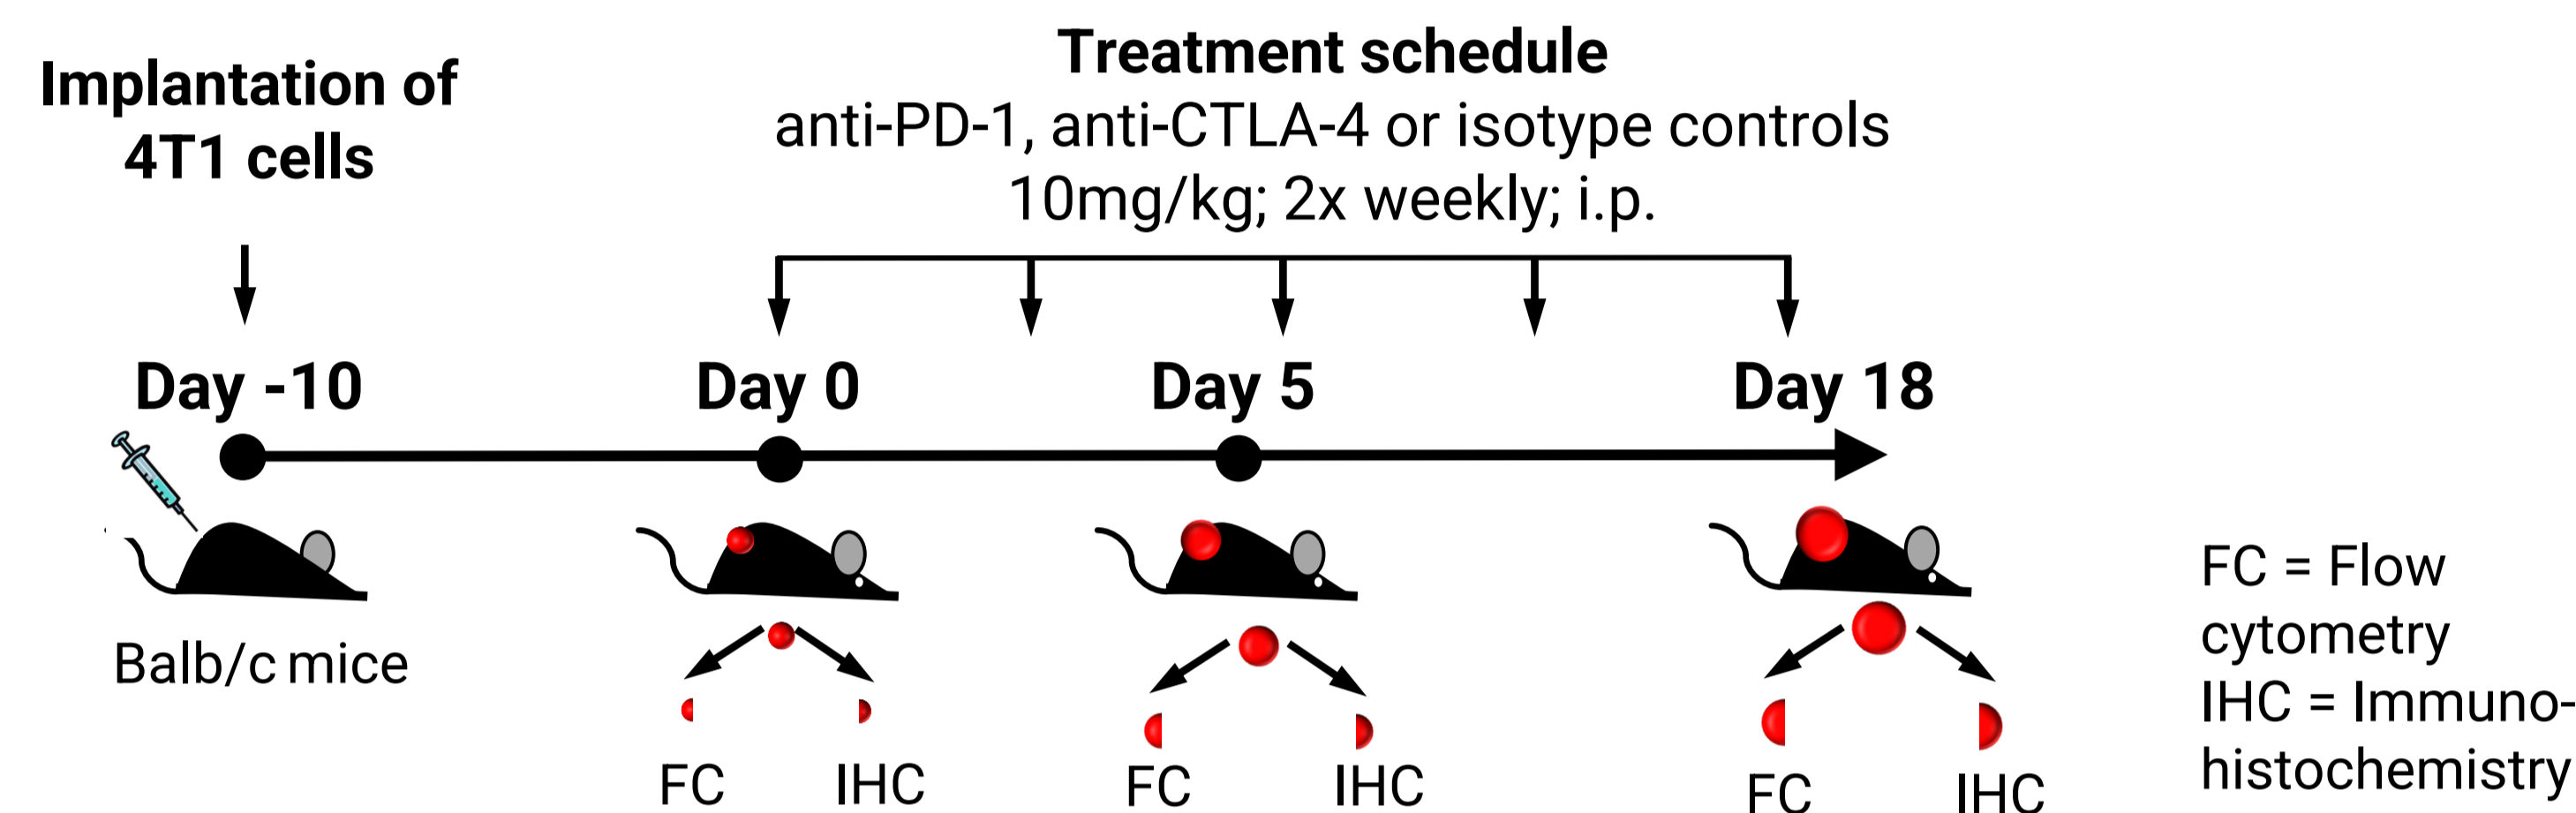 Implantation of
4T1 cells
Treatment schedule
anti-PD-1, anti-CTLA-4 or isotype controls
10mg/kg; 2x weekly; i.p.
Day -10
Day 0
Day 5
Day 18
Balb/c mice
FC
IHC
FC
IHC
FC
IHC
FC = Flow
cytometry
IHC = Immuno-
histochemistry